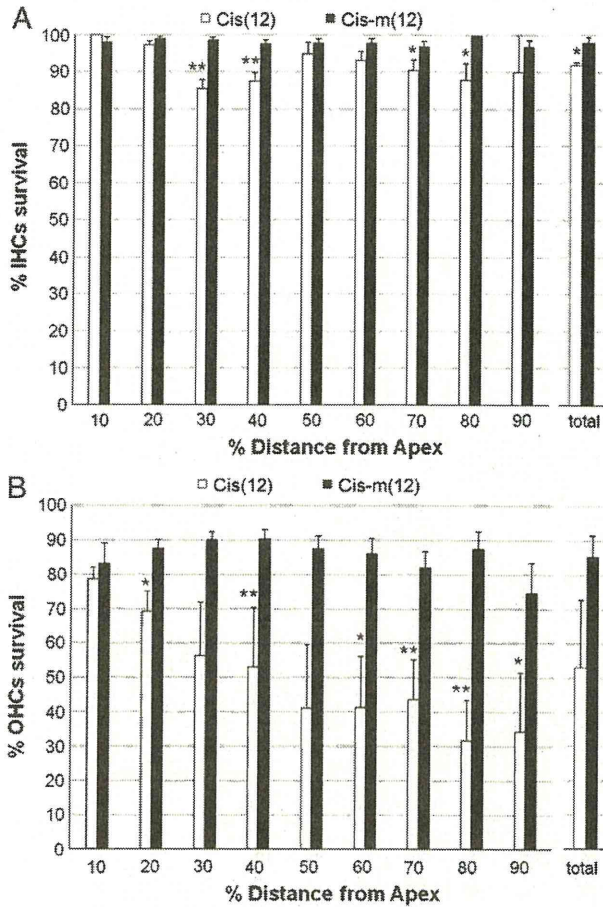 A
Cis(12) Cis-m(12)
100
90
80
70
60
50
40
30
20
10
0
% IHCs survival
** ** * * *
10 20 30 40 50 60 70 80 90 total
% Distance from Apex
B
Cis(12) Cis-m(12)
100
90
80
70
60
50
40
30
20
10
0
% OHCs survival
* ** * ** ** *
10 20 30 40 50 60 70 80 90 total
% Distance from Apex